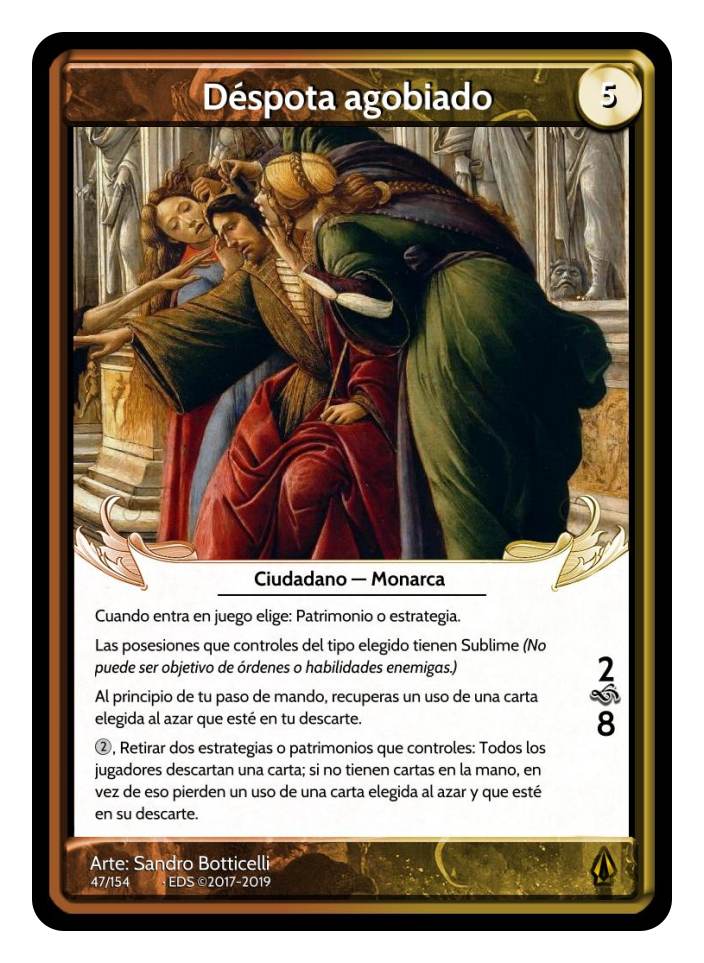 Déspota agobiado
5
Ciudadano — Monarca
Cuando entra en juego elige: Patrimonio o estrategia.
Las posesiones que controles del tipo elegido tienen Sublime (No
puede ser objetivo de órdenes o habilidades enemigas.)
Al principio de tu paso de mando, recuperas un uso de una carta
elegida al azar que esté en tu descarte.
2, Retirar dos estrategias o patrimonios que controles: Todos los
jugadores descartan una carta; si no tienen cartas en la mano, en
vez de eso pierden un uso de una carta elegida al azar y que esté
en su descarte.
2
8
Arte: Sandro Botticelli
47/154 · EDS ©2017-2019